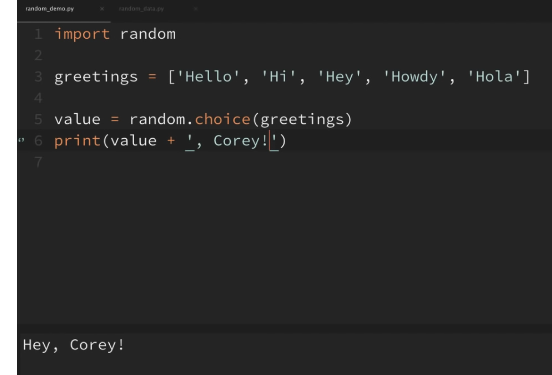 random_demo.py × random_data.py ×
1 import random
2
3 greetings = ['Hello', 'Hi', 'Hey', 'Howdy', 'Hola']
4
5 value = random.choice(greetings)
6 print(value + ', Corey!')
7
Hey, Corey!